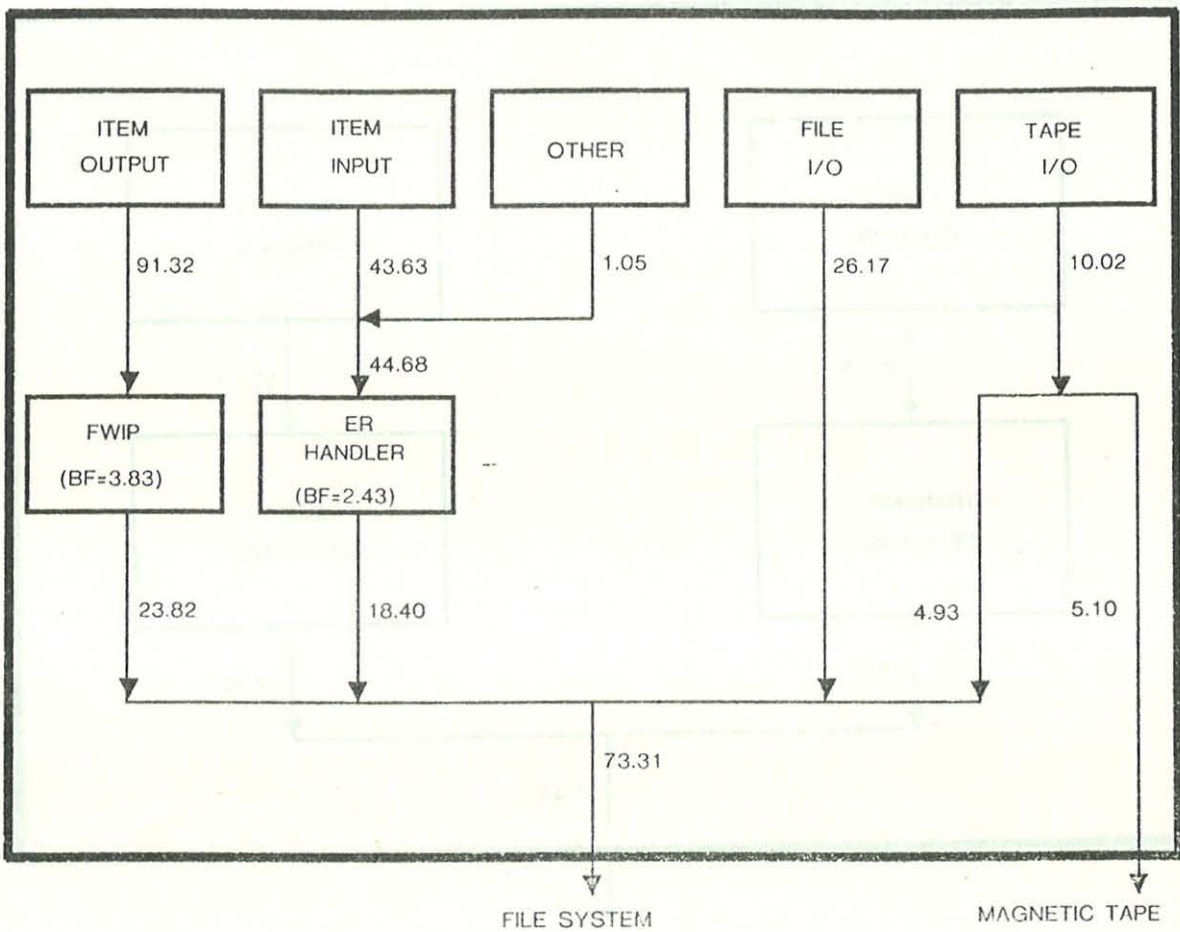 ITEM
OUTPUT
ITEM
INPUT
OTHER
FILE
I/O
TAPE
I/O
91.32
43.63
1.05
26.17
10.02
44.68
FWIP
(BF=3.83)
ER
HANDLER
(BF=2.43)
23.82
18.40
4.93
5.10
73.31
FILE SYSTEM
MAGNETIC TAPE